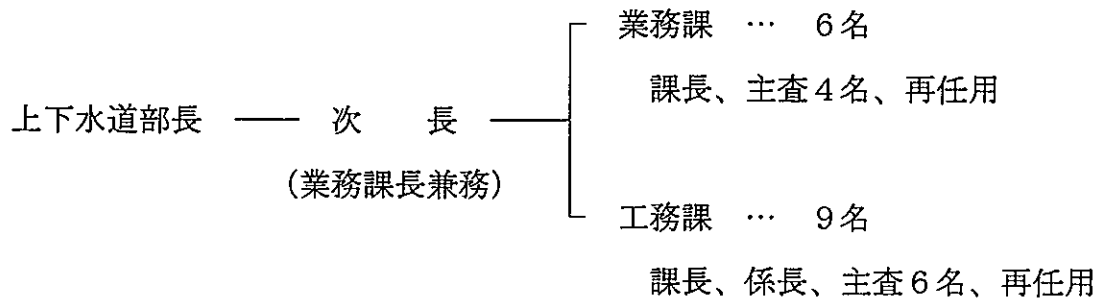 業務課 … 6名
課長、主査4名、再任用
上下水道部長 ── 次　長
（業務課長兼務）
工務課 … 9名
課長、係長、主査6名、再任用